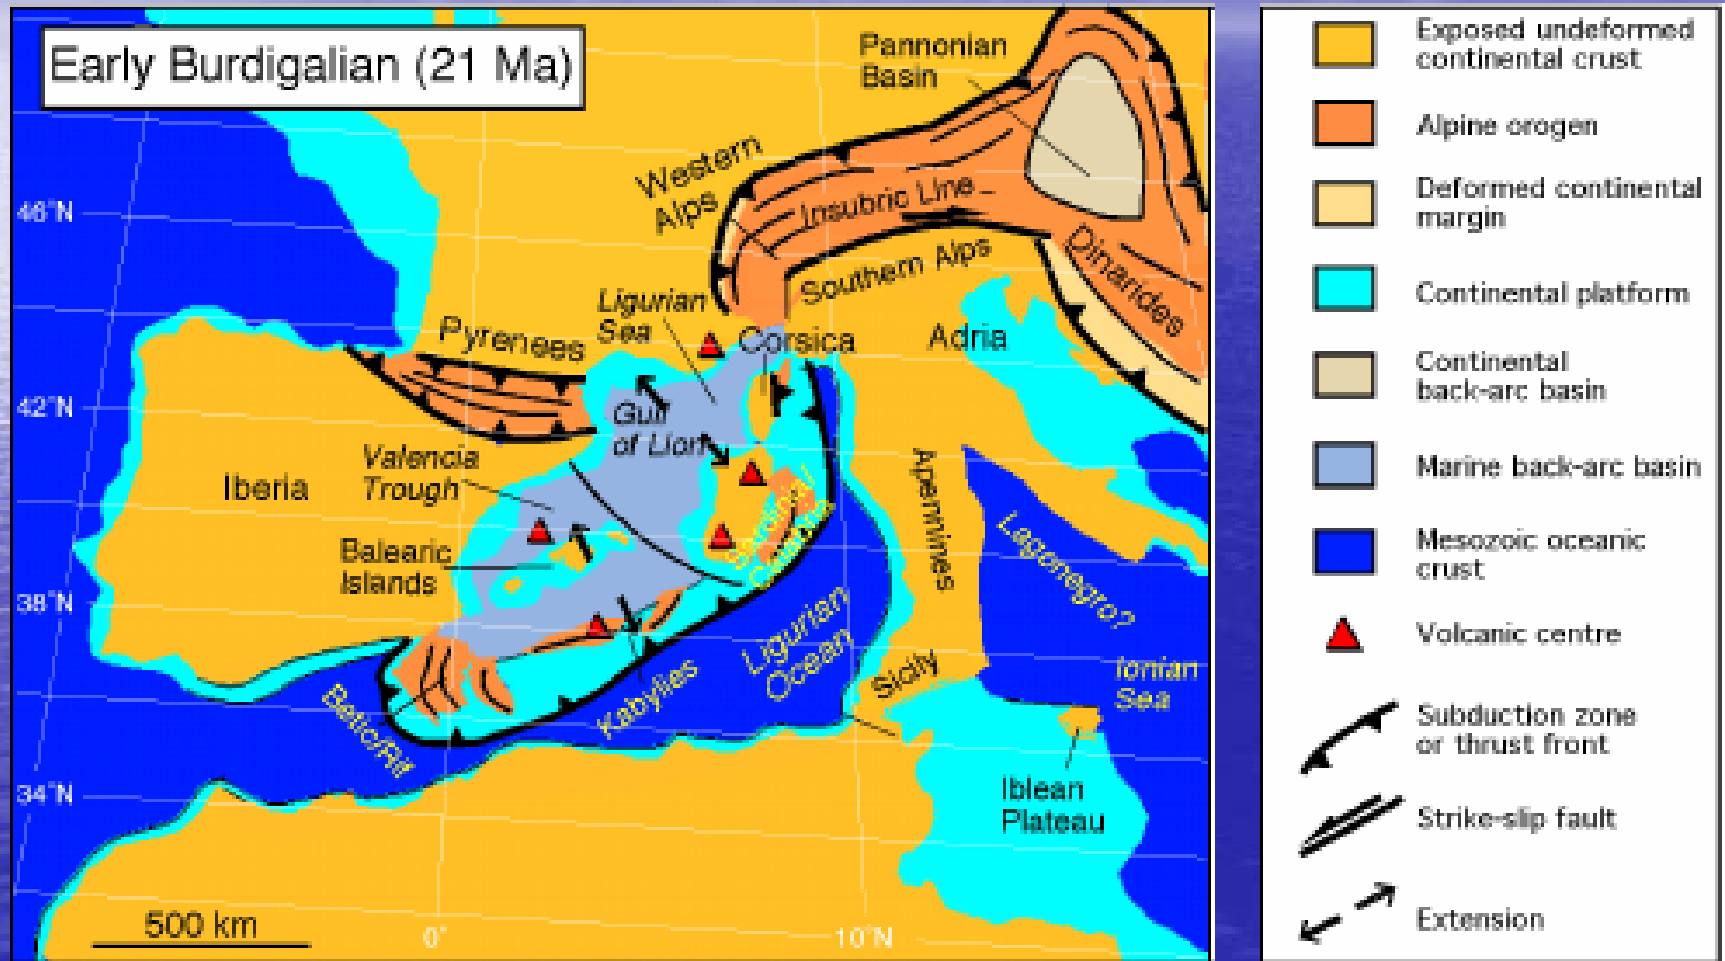 Early Burdigalian (21 Ma)
Pannonian
Basin
Western
Alps
Insubric Line
Southern Alps
Dinarides
46°N
Ligurian
Sea
Pyrenees
Corsica
Adria
42°N
Gulf
of Lion
Valencia
Trough
Iberia
Apennines
Lagonegro?
Balearic
Islands
38°N
Ligurian
Ocean
Sicily
Ionian
Sea
Betic/Rif
Kabylies
34°N
Iblean
Plateau
500 km
0°
10°N
Exposed undeformed
continental crust
Alpine orogen
Deformed continental
margin
Continental platform
Continental
back-arc basin
Marine back-arc basin
Mesozoic oceanic
crust
Volcanic centre
Subduction zone
or thrust front
Strike-slip fault
Extension